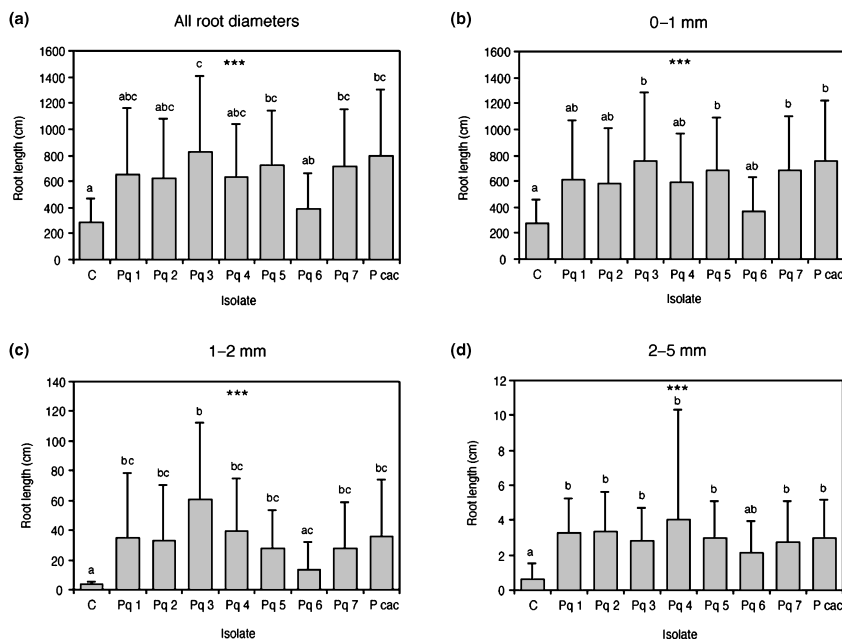 (a)
All root diameters
Root length (cm)
1600
1400
1200
1000
800
600
400
200
0
a
abc
abc
c
***
abc
bc
ab
bc
bc
C Pq 1 Pq 2 Pq 3 Pq 4 Pq 5 Pq 6 Pq 7 P cac
Isolate
(b)
0–1 mm
Root length (cm)
1600
1400
1200
1000
800
600
400
200
0
a
ab
ab
b
***
ab
b
ab
b
b
C Pq 1 Pq 2 Pq 3 Pq 4 Pq 5 Pq 6 Pq 7 P cac
Isolate
(c)
1–2 mm
Root length (cm)
140
120
100
80
60
40
20
0
a
bc
bc
b
***
bc
bc
ac
bc
bc
C Pq 1 Pq 2 Pq 3 Pq 4 Pq 5 Pq 6 Pq 7 P cac
Isolate
(d)
2–5 mm
Root length (cm)
12
10
8
6
4
2
0
a
b
b
b
***
b
b
ab
b
b
C Pq 1 Pq 2 Pq 3 Pq 4 Pq 5 Pq 6 Pq 7 P cac
Isolate